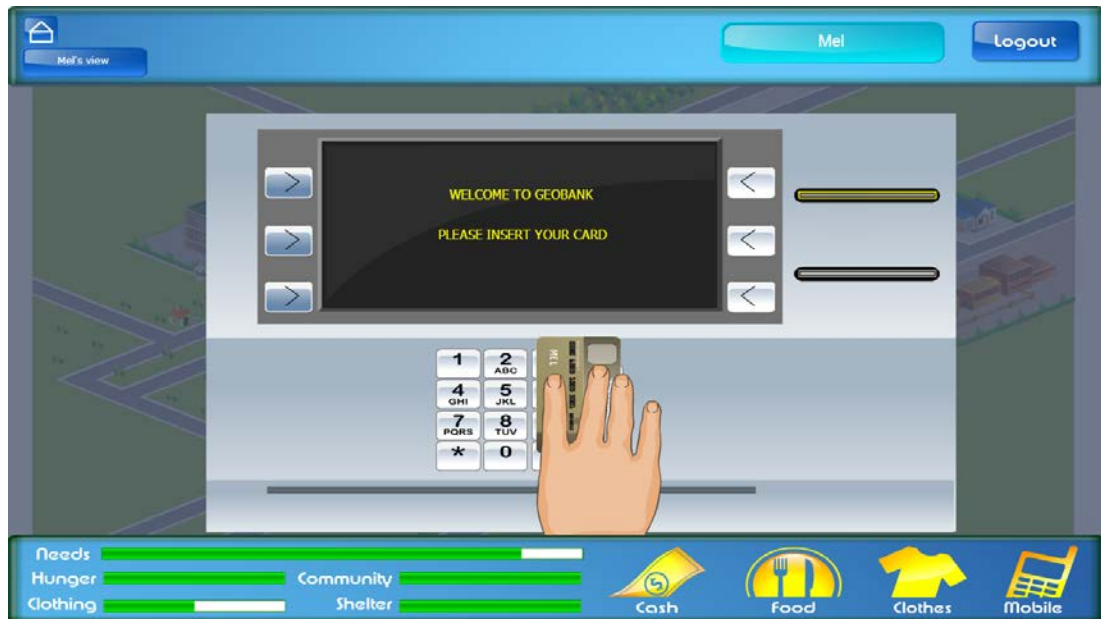 Mel's view
Mel
Logout
WELCOME TO GEOBANK
PLEASE INSERT YOUR CARD
>
<
>
<
>
<
1
2
ABC
4
GHI
5
JKL
7
PQRS
8
TUV
*
0
MEL
Needs
Hunger
Community
Clothing
Shelter
Cash
Food
Clothes
Mobile